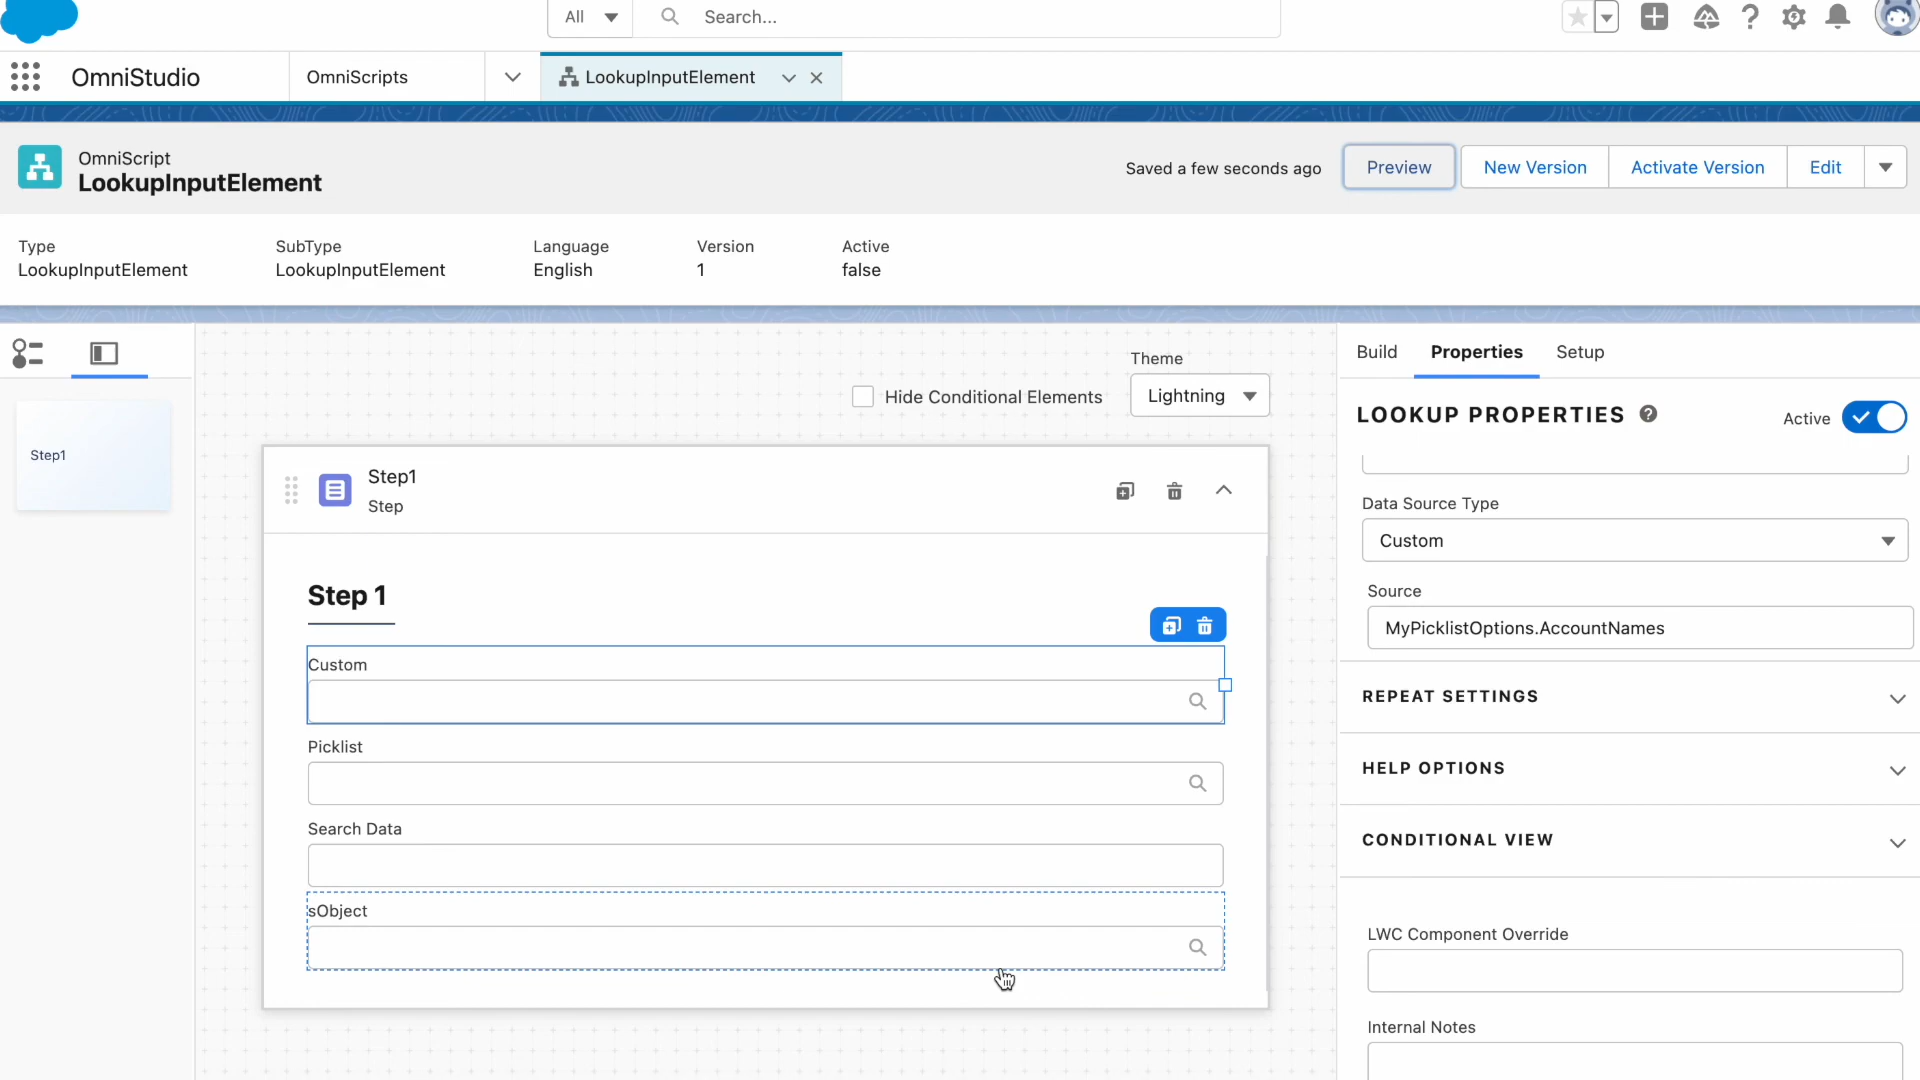 All
Search...
OmniStudio
OmniScripts
LookupInputElement
OmniScript
LookupInputElement
Saved a few seconds ago
Preview
New Version
Activate Version
Edit
Type
LookupInputElement
SubType
LookupInputElement
Language
English
Version
1
Active
false
Step1
Hide Conditional Elements
Theme
Lightning
Step1
Step
Step 1
Custom
Picklist
Search Data
sObject
Build
Properties
Setup
LOOKUP PROPERTIES
Active
Data Source Type
Custom
Source
MyPicklistOptions.AccountNames
REPEAT SETTINGS
HELP OPTIONS
CONDITIONAL VIEW
LWC Component Override
Internal Notes